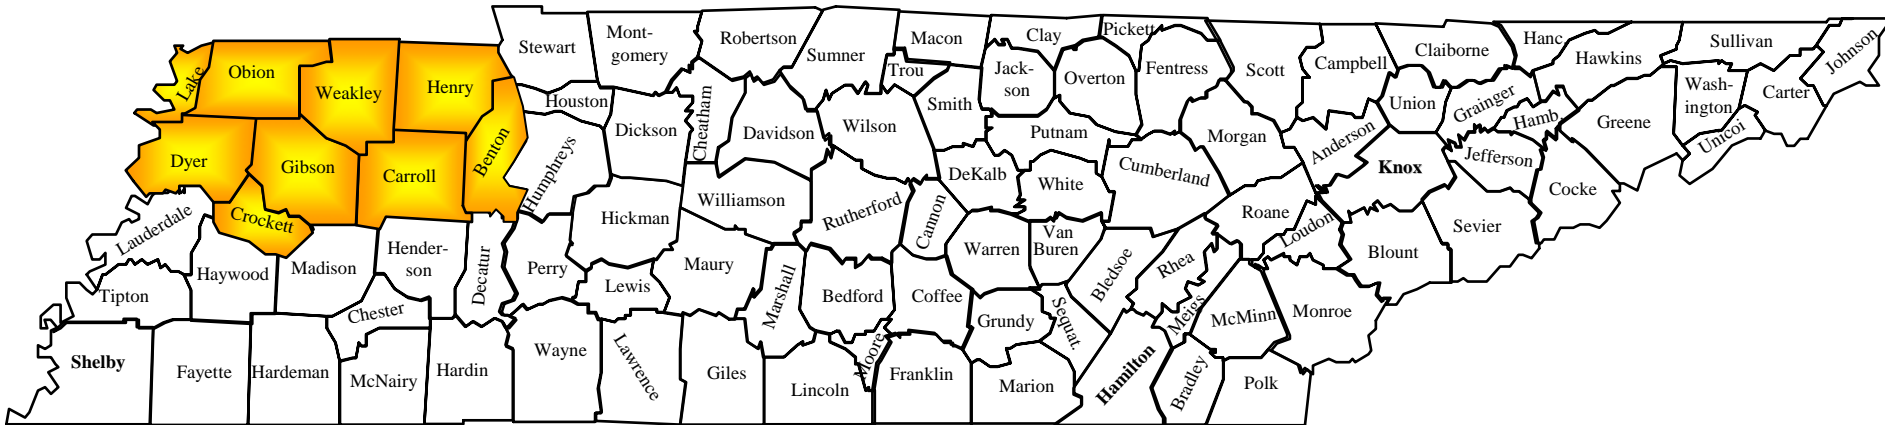 Stewart
Mont-
gomery
Robertson
Sumner
Macon
Trou
Clay
Pickett
Jack-
son
Overton
Fentress
Scott
Campbell
Claiborne
Hanc
Hawkins
Sullivan
Johnson
Lake
Obion
Weakley
Henry
Benton
Houston
Humphreys
Dickson
Cheatham
Davidson
Wilson
Smith
Putnam
Morgan
Anderson
Union
Grainger
Hamb.
Greene
Wash-
ington
Unicoi
Carter
Dyer
Gibson
Carroll
Crockett
Lauderdale
Haywood
Madison
Hender-
son
Decatur
Perry
Hickman
Williamson
Rutherford
Cannon
DeKalb
White
Cumberland
Knox
Jefferson
Cocke
Sevier
Blount
Loudon
Roane
Rhea
Bledsoe
Van
Buren
Warren
Coffee
Bedford
Marshall
Maury
Lewis
Chester
Tipton
Shelby
Fayette
Hardeman
McNairy
Hardin
Wayne
Lawrence
Giles
Lincoln
Moore
Franklin
Grundy
Marion
Sequat.
Hamilton
Meigs
McMinn
Monroe
Bradley
Polk